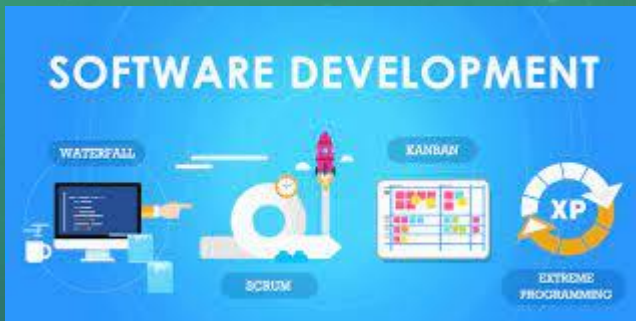 SOFTWARE DEVELOPMENT
WATERFALL
KANBAN
XP
SCRUM
EXTREME
PROGRAMMING